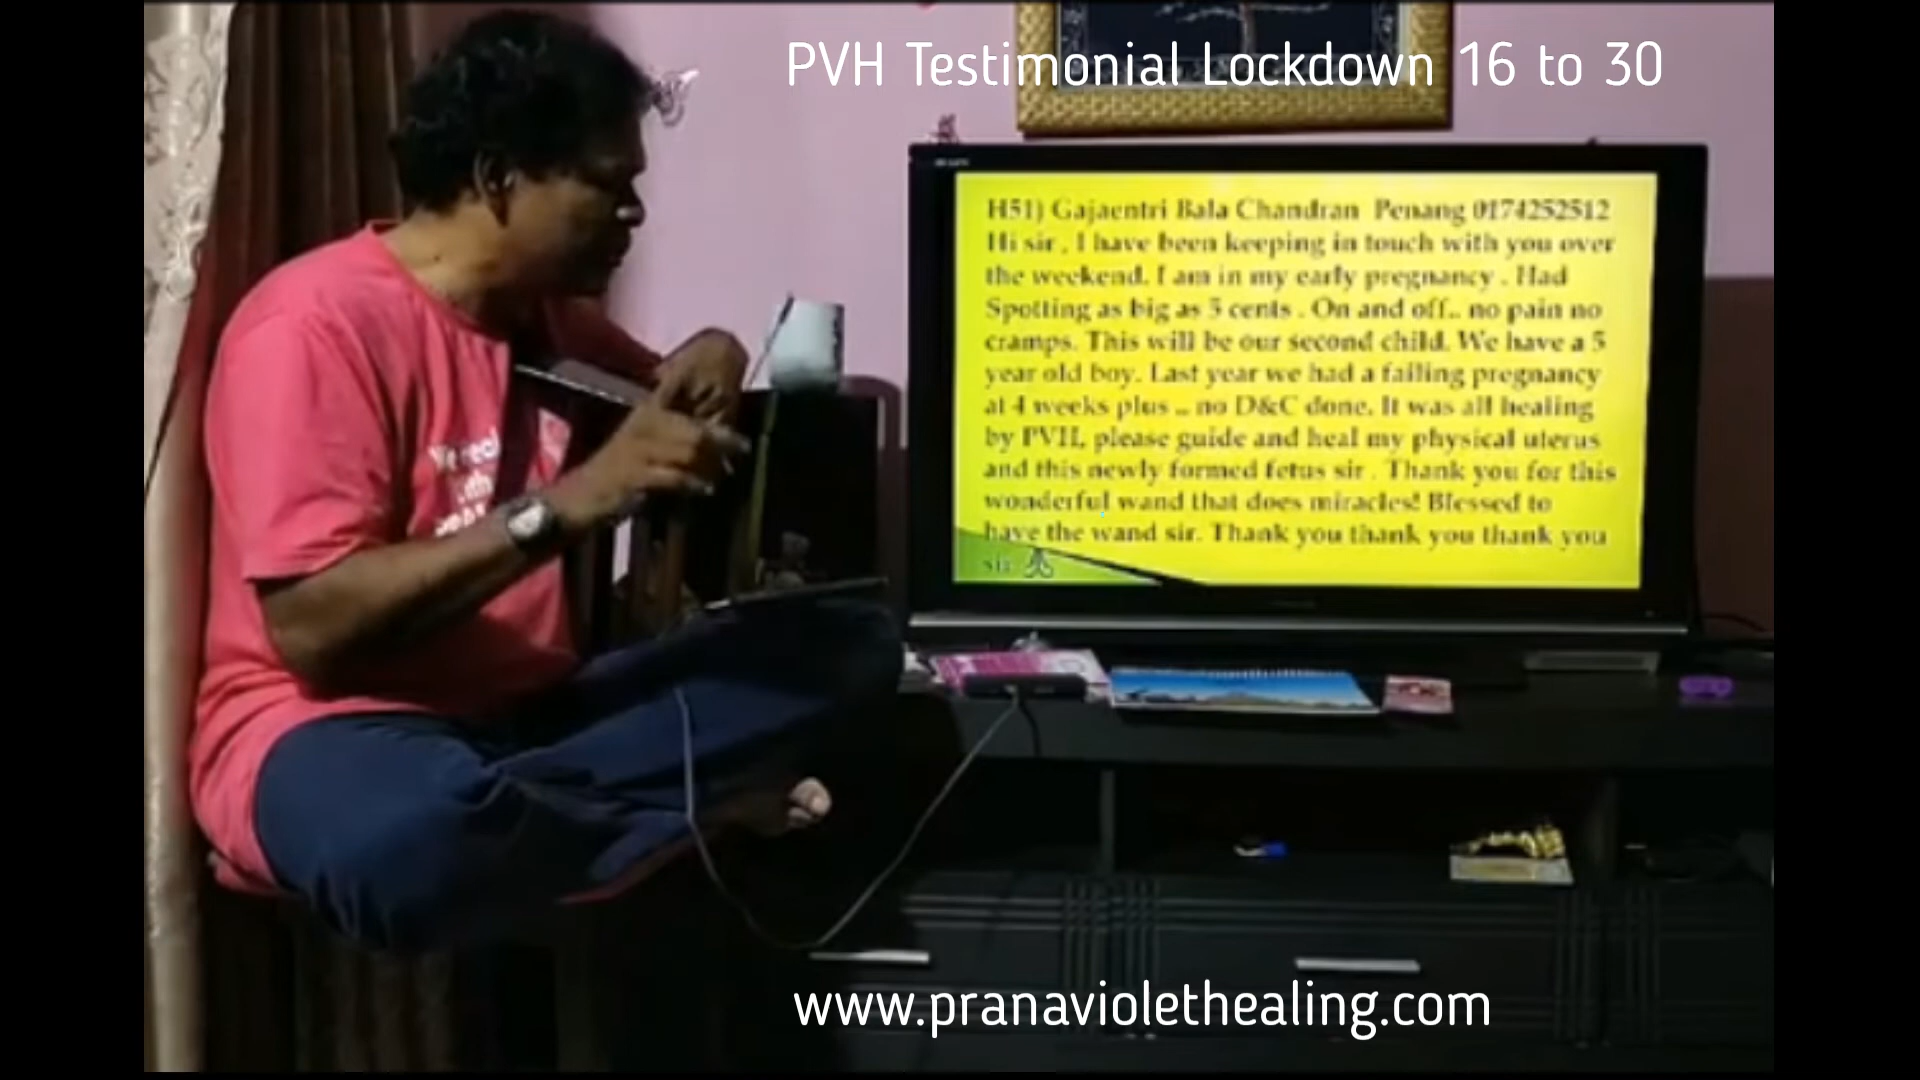 PVH Testimonial Lockdown 16 to 30
H51) Gajaentri Bala Chandran Penang 0174252512
Hi sir , I have been keeping in touch with you over
the weekend. I am in my early pregnancy . Had
Spotting as big as 5 cents . On and off.. no pain no
cramps. This will be our second child. We have a 5
year old boy. Last year we had a failing pregnancy
at 4 weeks plus .. no D&C done. It was all healing
by PVH, please guide and heal my physical uterus
and this newly formed fetus sir . Thank you for this
wonderful wand that does miracles! Blessed to
have the wand sir. Thank you thank you thank you
sir
www.pranaviolethealing.com